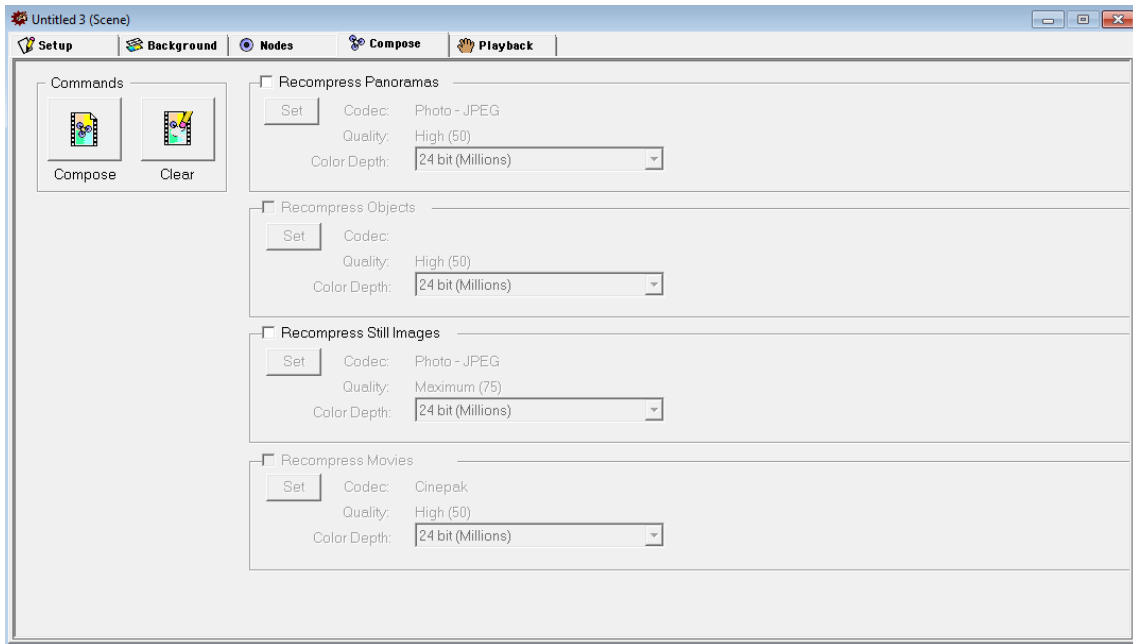 Untitled 3 (Scene)
Setup Background Nodes Compose Playback
Commands
Compose Clear
Recompress Panoramas
Set Codec: Photo - JPEG
Quality: High (50)
Color Depth: 24 bit (Millions)
Recompress Objects
Set Codec:
Quality: High (50)
Color Depth: 24 bit (Millions)
Recompress Still Images
Set Codec: Photo - JPEG
Quality: Maximum (75)
Color Depth: 24 bit (Millions)
Recompress Movies
Set Codec: Cinepak
Quality: High (50)
Color Depth: 24 bit (Millions)